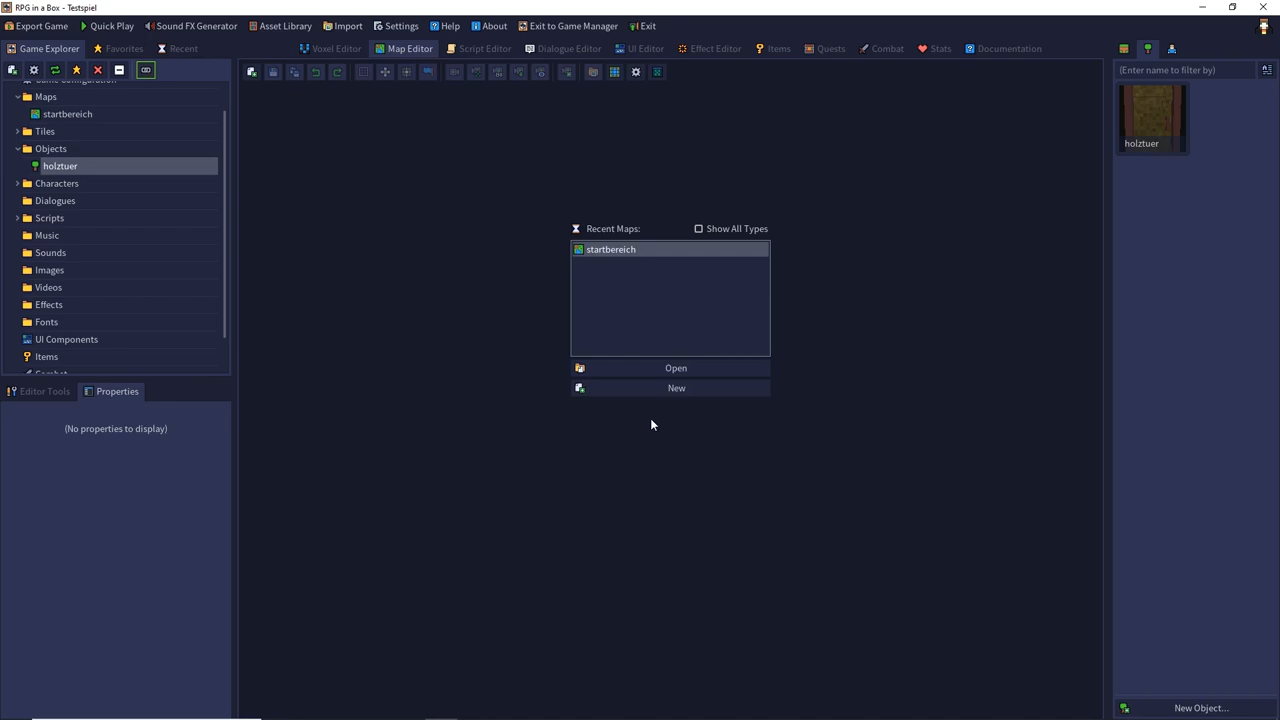 RPG in a Box - Testspiel
Export Game Quick Play Sound FX Generator Asset Library Import Settings Help About Exit to Game Manager Exit
Game Explorer Favorites Recent Voxel Editor Map Editor Script Editor Dialogue Editor UI Editor Effect Editor Items Quests Combat Stats Documentation
(Enter name to filter by)
Game Configuration
Maps
startbereich
Tiles
Objects
holztuer
Characters
Dialogues
Scripts
Music
Sounds
Images
Videos
Effects
Fonts
UI Components
Items
Combat
Editor Tools Properties
(No properties to display)
Recent Maps: Show All Types
startbereich
Open
New
holztuer
New Object...